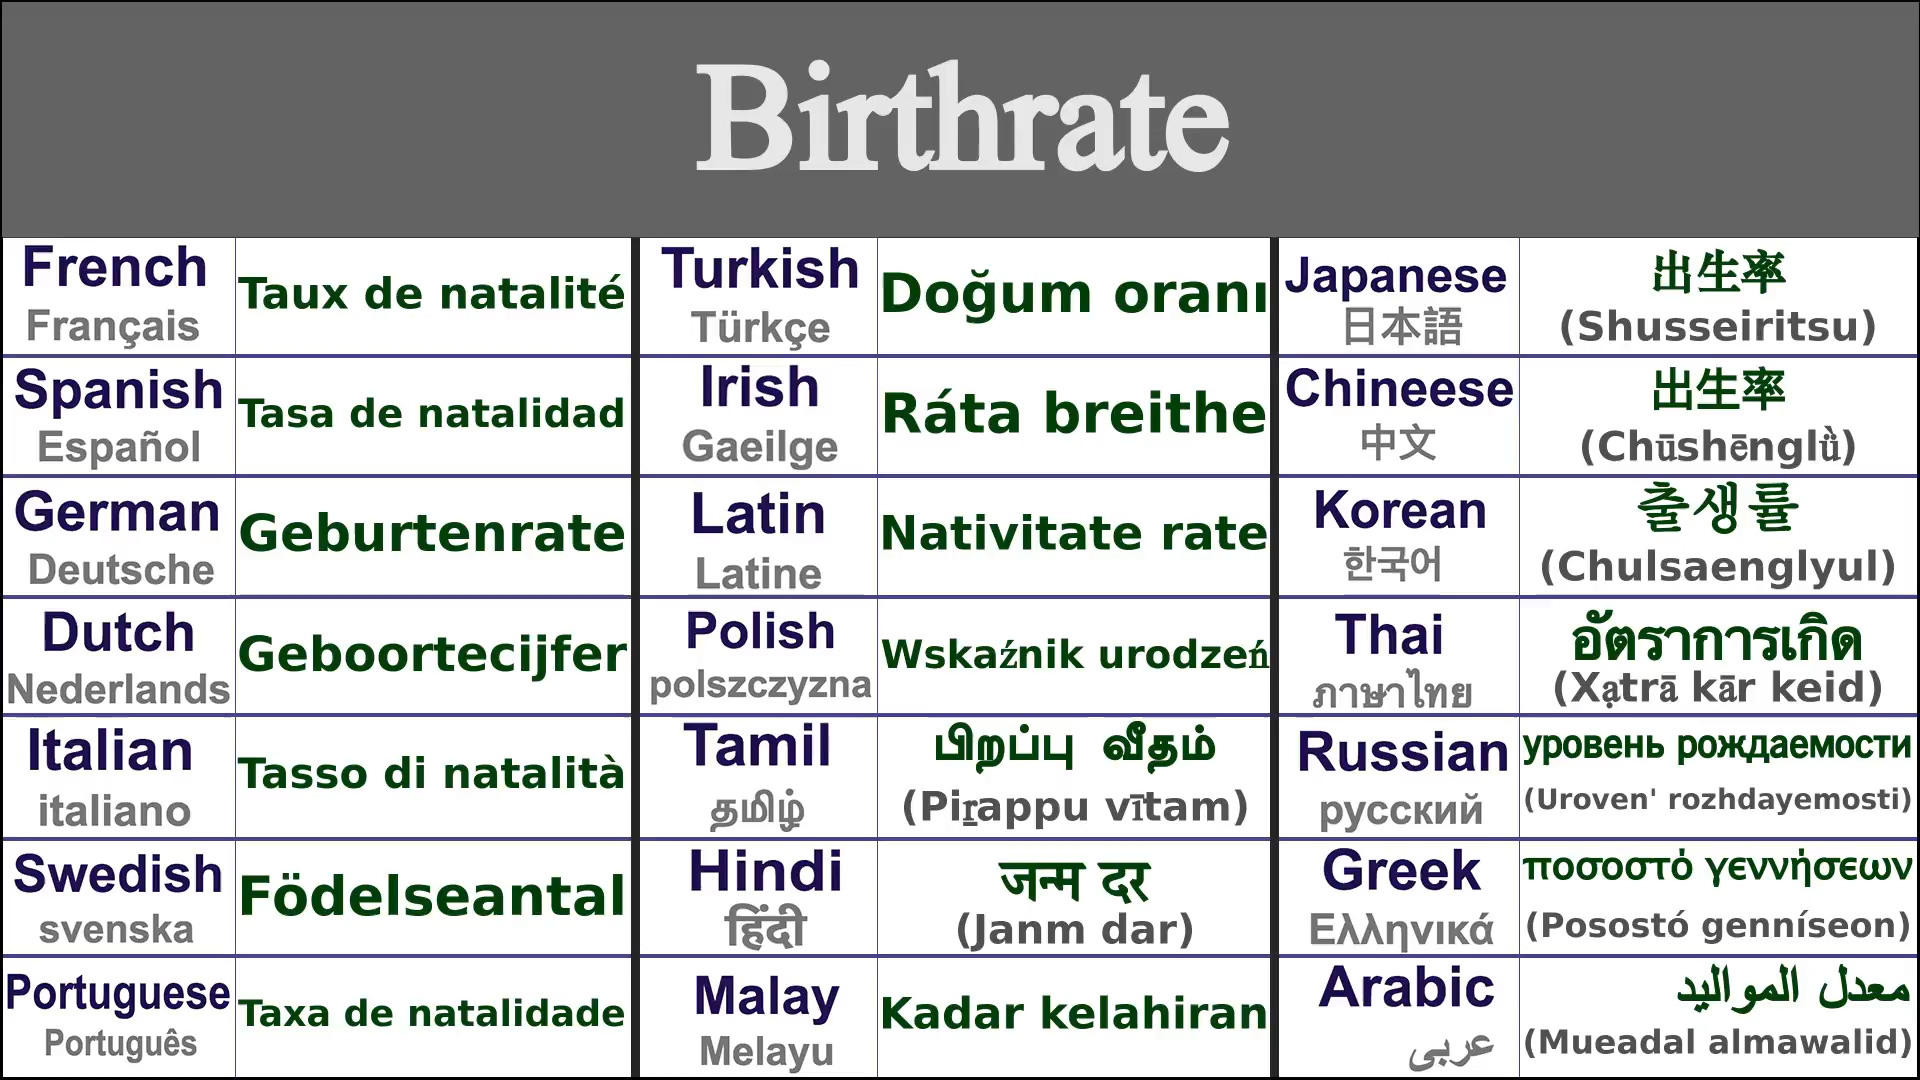 Birthrate
French
Français
Taux de natalité
Turkish
Türkçe
Doğum oranı
Japanese
日本語
出生率
(Shusseiritsu)
Spanish
Español
Tasa de natalidad
Irish
Gaeilge
Ráta breithe
Chineese
中文
出生率
(Chūshēnglǜ)
German
Deutsche
Geburtenrate
Latin
Latine
Nativitate rate
Korean
한국어
출생률
(Chulsaenglyul)
Dutch
Nederlands
Geboortecijfer
Polish
polszczyzna
Wskaźnik urodzeń
Thai
ภาษาไทย
อัตราการเกิด
(Xạtrā kār keid)
Italian
italiano
Tasso di natalità
Tamil
தமிழ்
பிறப்பு வீதம்
(Piṟappu vītam)
Russian
русский
уровень рождаемости
(Uroven' rozhdayemosti)
Swedish
svenska
Födelseantal
Hindi
हिंदी
जन्म दर
(Janm dar)
Greek
Ελληνικά
ποσοστό γεννήσεων
(Posostó genníseon)
Portuguese
Português
Taxa de natalidade
Malay
Melayu
Kadar kelahiran
Arabic
عربى
معدل المواليد
(Mueadal almawalid)